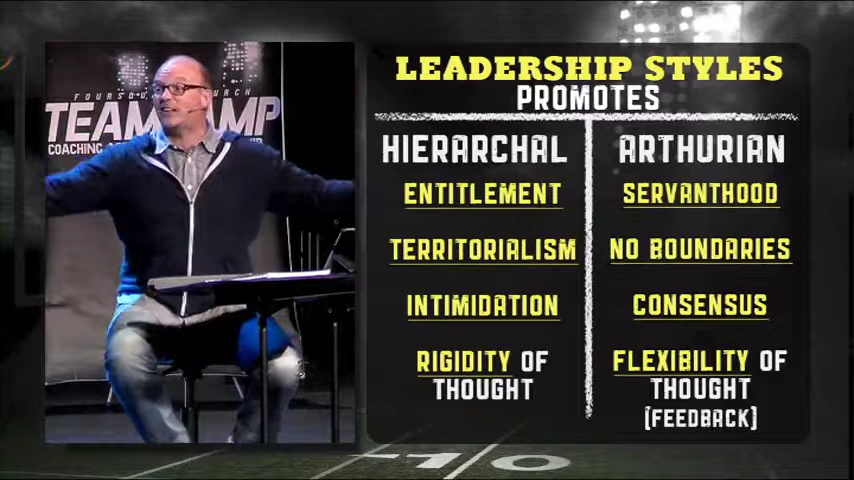 LEADERSHIP STYLES
PROMOTES
HIERARCHAL
ENTITLEMENT
TERRITORIALISM
INTIMIDATION
RIGIDITY OF
THOUGHT
ARTHURIAN
SERVANTHOOD
NO BOUNDARIES
CONSENSUS
FLEXIBILITY OF
THOUGHT
[FEEDBACK]
TEAM
AMP
COACHING
10